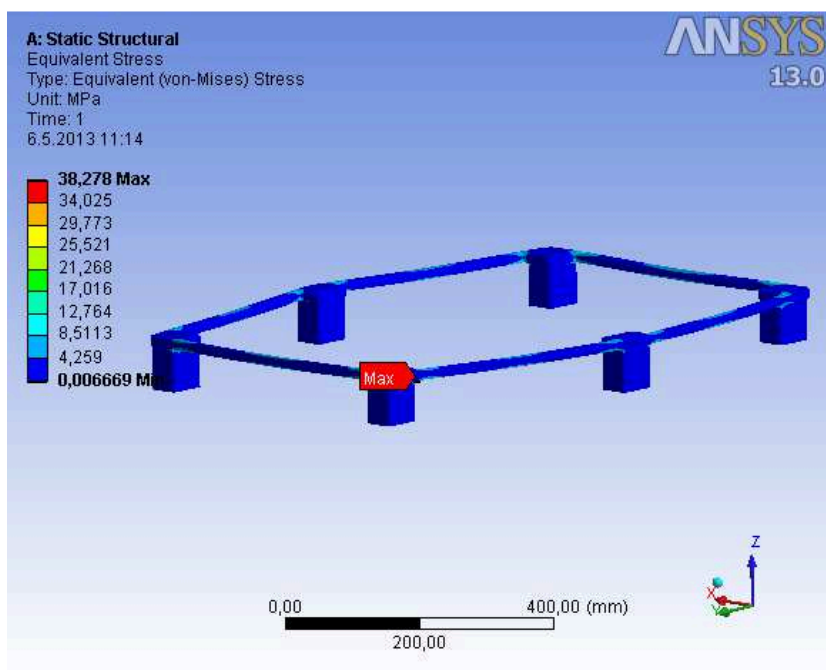 A: Static Structural
Equivalent Stress
Type: Equivalent (von-Mises) Stress
Unit: MPa
Time: 1
6.5.2013 11:14
ANSYS
13.0
38,278 Max
34,025
29,773
25,521
21,268
17,016
12,764
8,5113
4,259
0,006669 Min
Max
Z
X
Y
0,00
400,00 (mm)
200,00